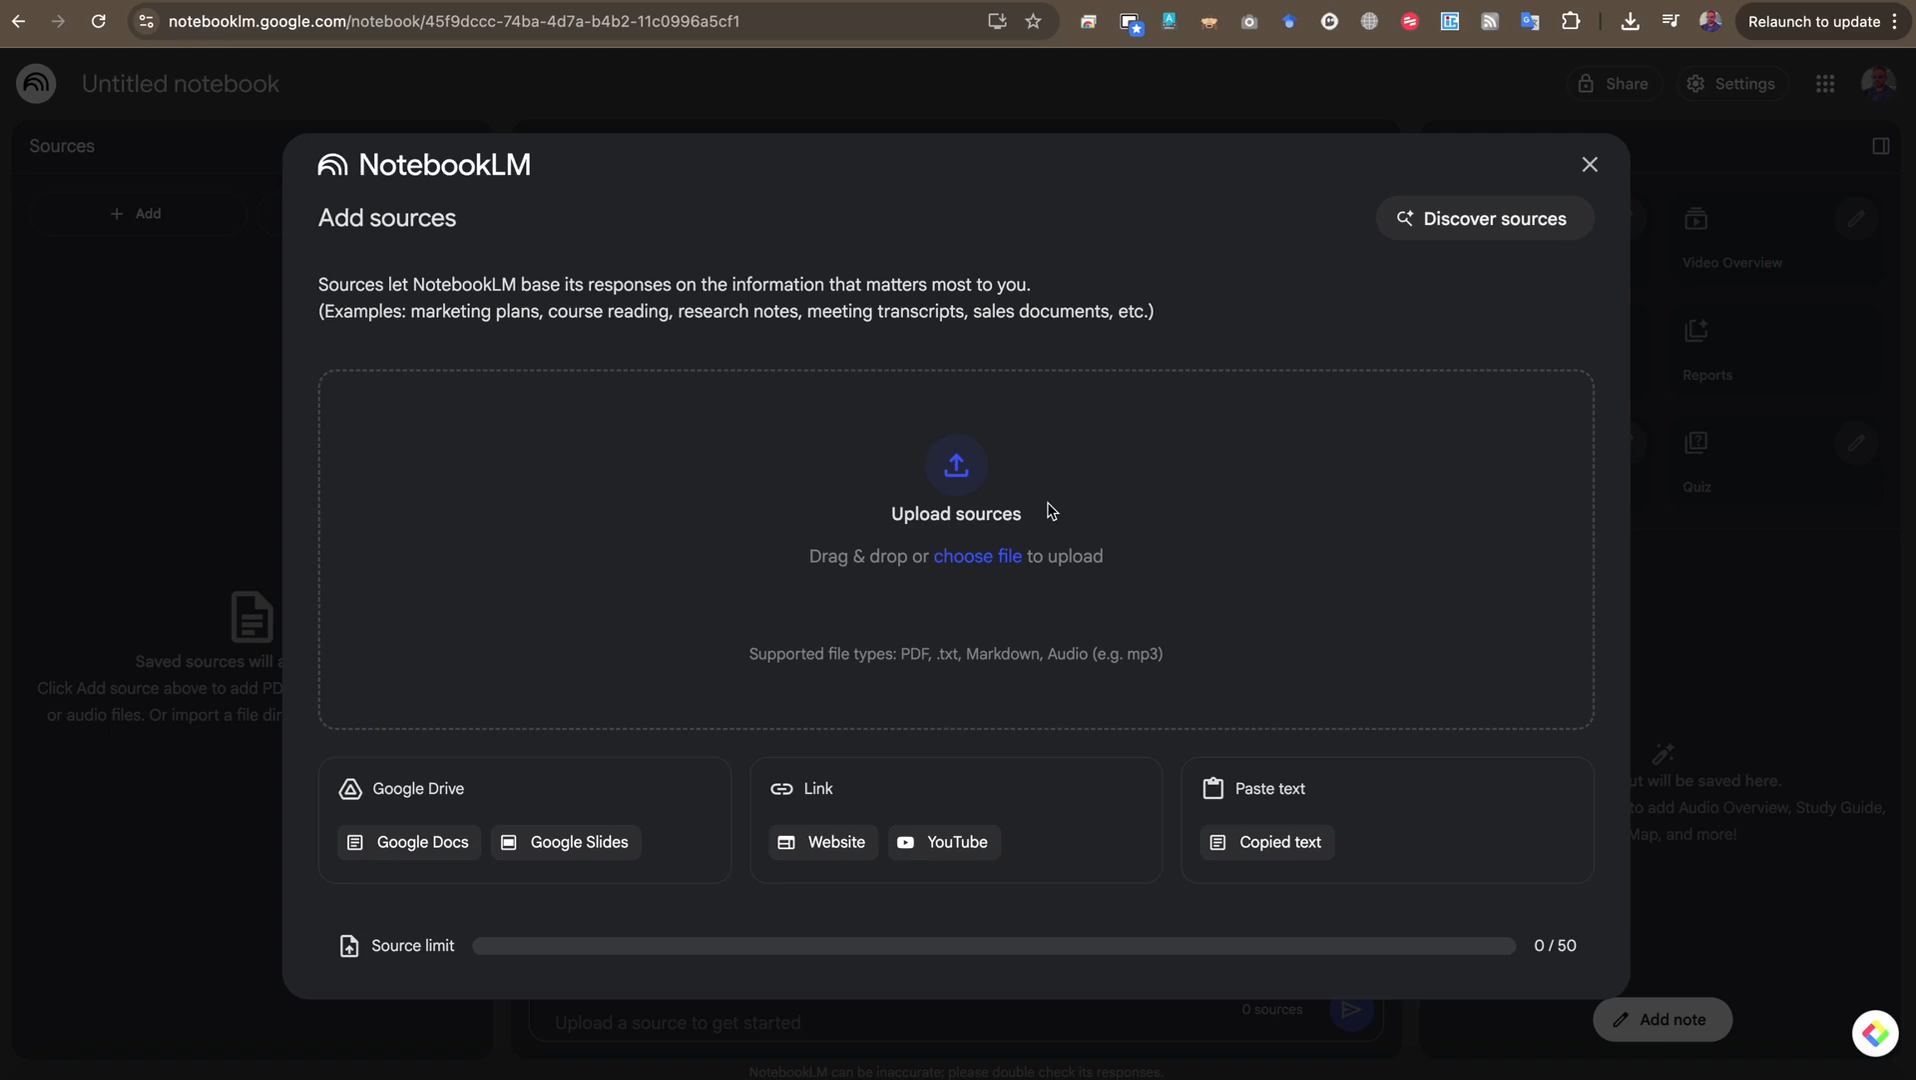 notebooklm.google.com/notebook/45f9dccc-74ba-4d7a-b4b2-11c0996a5cf1
Relaunch to update
Untitled notebook
Share
Settings
Sources
+ Add
NotebookLM
Add sources
Discover sources
Sources let NotebookLM base its responses on the information that matters most to you.
(Examples: marketing plans, course reading, research notes, meeting transcripts, sales documents, etc.)
Upload sources
Drag & drop or choose file to upload
Supported file types: PDF, .txt, Markdown, Audio (e.g. mp3)
Google Drive
Google Docs
Google Slides
Link
Website
YouTube
Paste text
Copied text
Source limit
0 / 50
Saved sources will
Click Add source above to add
or audio files. Or import a file
Video Overview
Reports
Quiz
will be saved here.
to add Audio Overview, Study Guide,
Map, and more!
Upload a source to get started
0 sources
Add note
NotebookLM can be inaccurate; please double check its responses.